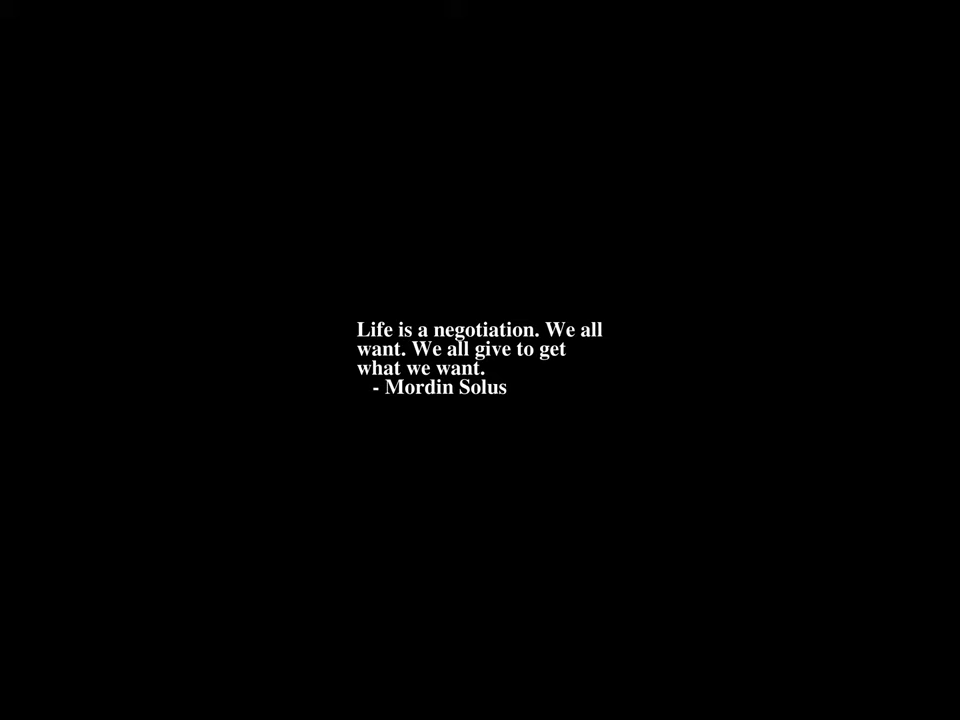 Life is a negotiation. We all
want. We all give to get
what we want.
- Mordin Solus